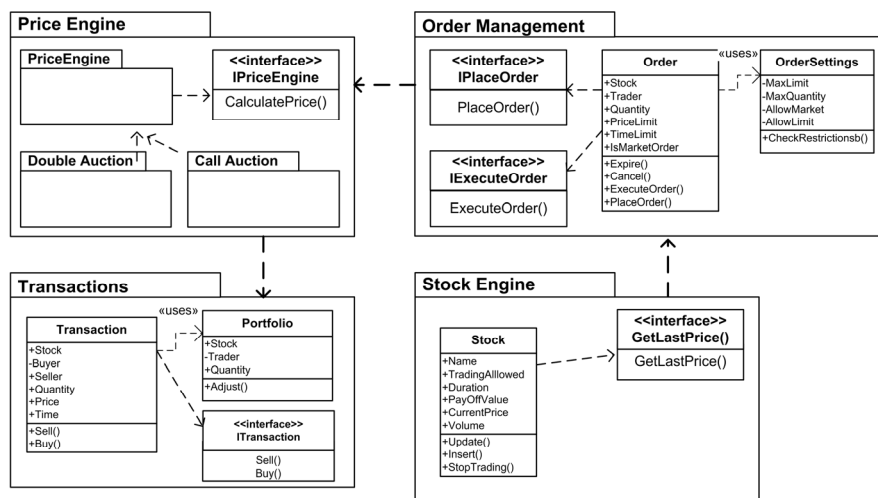 Price Engine
PriceEngine
<<interface>>
IPriceEngine
CalculatePrice()
Double Auction
Call Auction
Order Management
<<interface>>
IPlaceOrder
PlaceOrder()
<<interface>>
IExecuteOrder
ExecuteOrder()
Order
+Stock
+Trader
+Quantity
+PriceLimit
+TimeLimit
+IsMarketOrder
+Expire()
+Cancel()
+ExecuteOrder()
+PlaceOrder()
«uses»
OrderSettings
-MaxLimit
-MaxQuantity
-AllowMarket
-AllowLimit
+CheckRestrictionsb()
Transactions
Transaction
+Stock
-Buyer
+Seller
+Quantity
+Price
+Time
+Sell()
+Buy()
«uses»
Portfolio
+Stock
-Trader
+Quantity
+Adjust()
<<interface>>
ITransaction
Sell()
Buy()
Stock Engine
Stock
+Name
+TradingAlllowed
+Duration
+PayOffValue
+CurrentPrice
+Volume
+Update()
+Insert()
+StopTrading()
<<interface>>
GetLastPrice()
GetLastPrice()